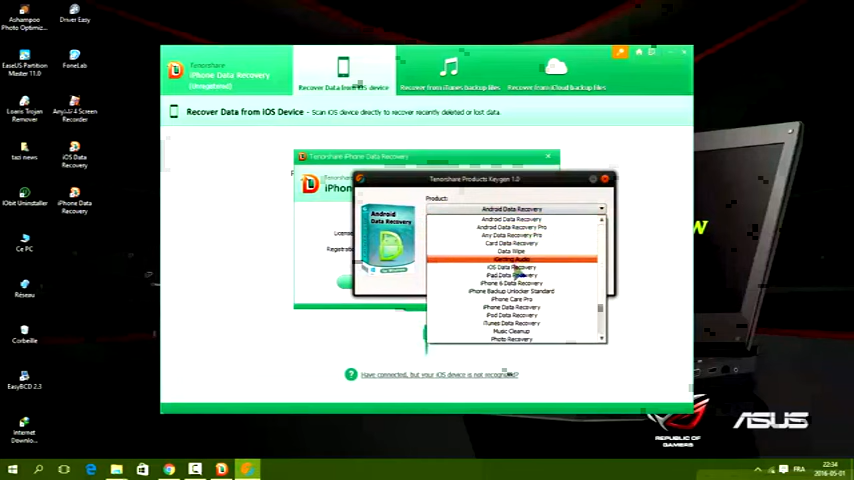 Ashampoo
Photo Optimiz...
Driver Easy
EaseUS Partition
Master 11.0
FoneLab
Loaris Trojan
Remover
Screen
Recorder
tazi news
iOS Data
Recovery
IObit Uninstaller
iPhone Data
Recovery
Ce PC
Réseau
Corbeille
EasyBCD 2.3
Internet
Downlo...
Tenorshare
iPhone Data Recovery
(Unregistered)
Recover Data from iOS device
Recover from iTunes backup files
Recover from iCloud backup files
Recover Data from iOS Device - Scan iOS device directly to recover recently deleted or lost data.
Tenorshare iPhone Data Recovery
Tenorshare Products Keygen 1.0
Product:
Android Data Recovery
Android
Data Recovery
Android Data Recovery
Android Data Recovery Pro
Any Data Recovery Pro
Card Data Recovery
Data Wipe
iGetting Audio
iOS Data Recovery
iPad Data Recovery
iPhone 6 Data Recovery
iPhone Backup Unlocker Standard
iPhone Care Pro
iPhone Data Recovery
iPod Data Recovery
iTunes Data Recovery
Music Cleanup
Photo Recovery
Have connected, but your iOS device is not recognized?
REPUBLIC OF
GAMERS
ASUS
FRA
22:34
2016-05-01